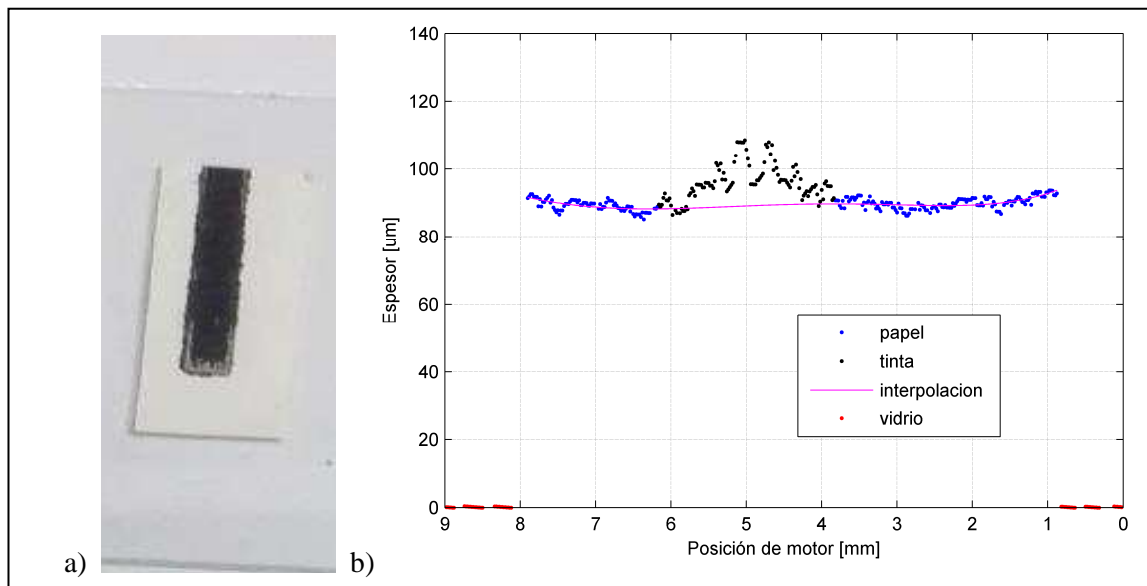 140
120
100
80
60
40
20
0
Espesor [um]
papel
tinta
interpolacion
vidrio
9 8 7 6 5 4 3 2 1 0
Posición de motor [mm]
a) b)